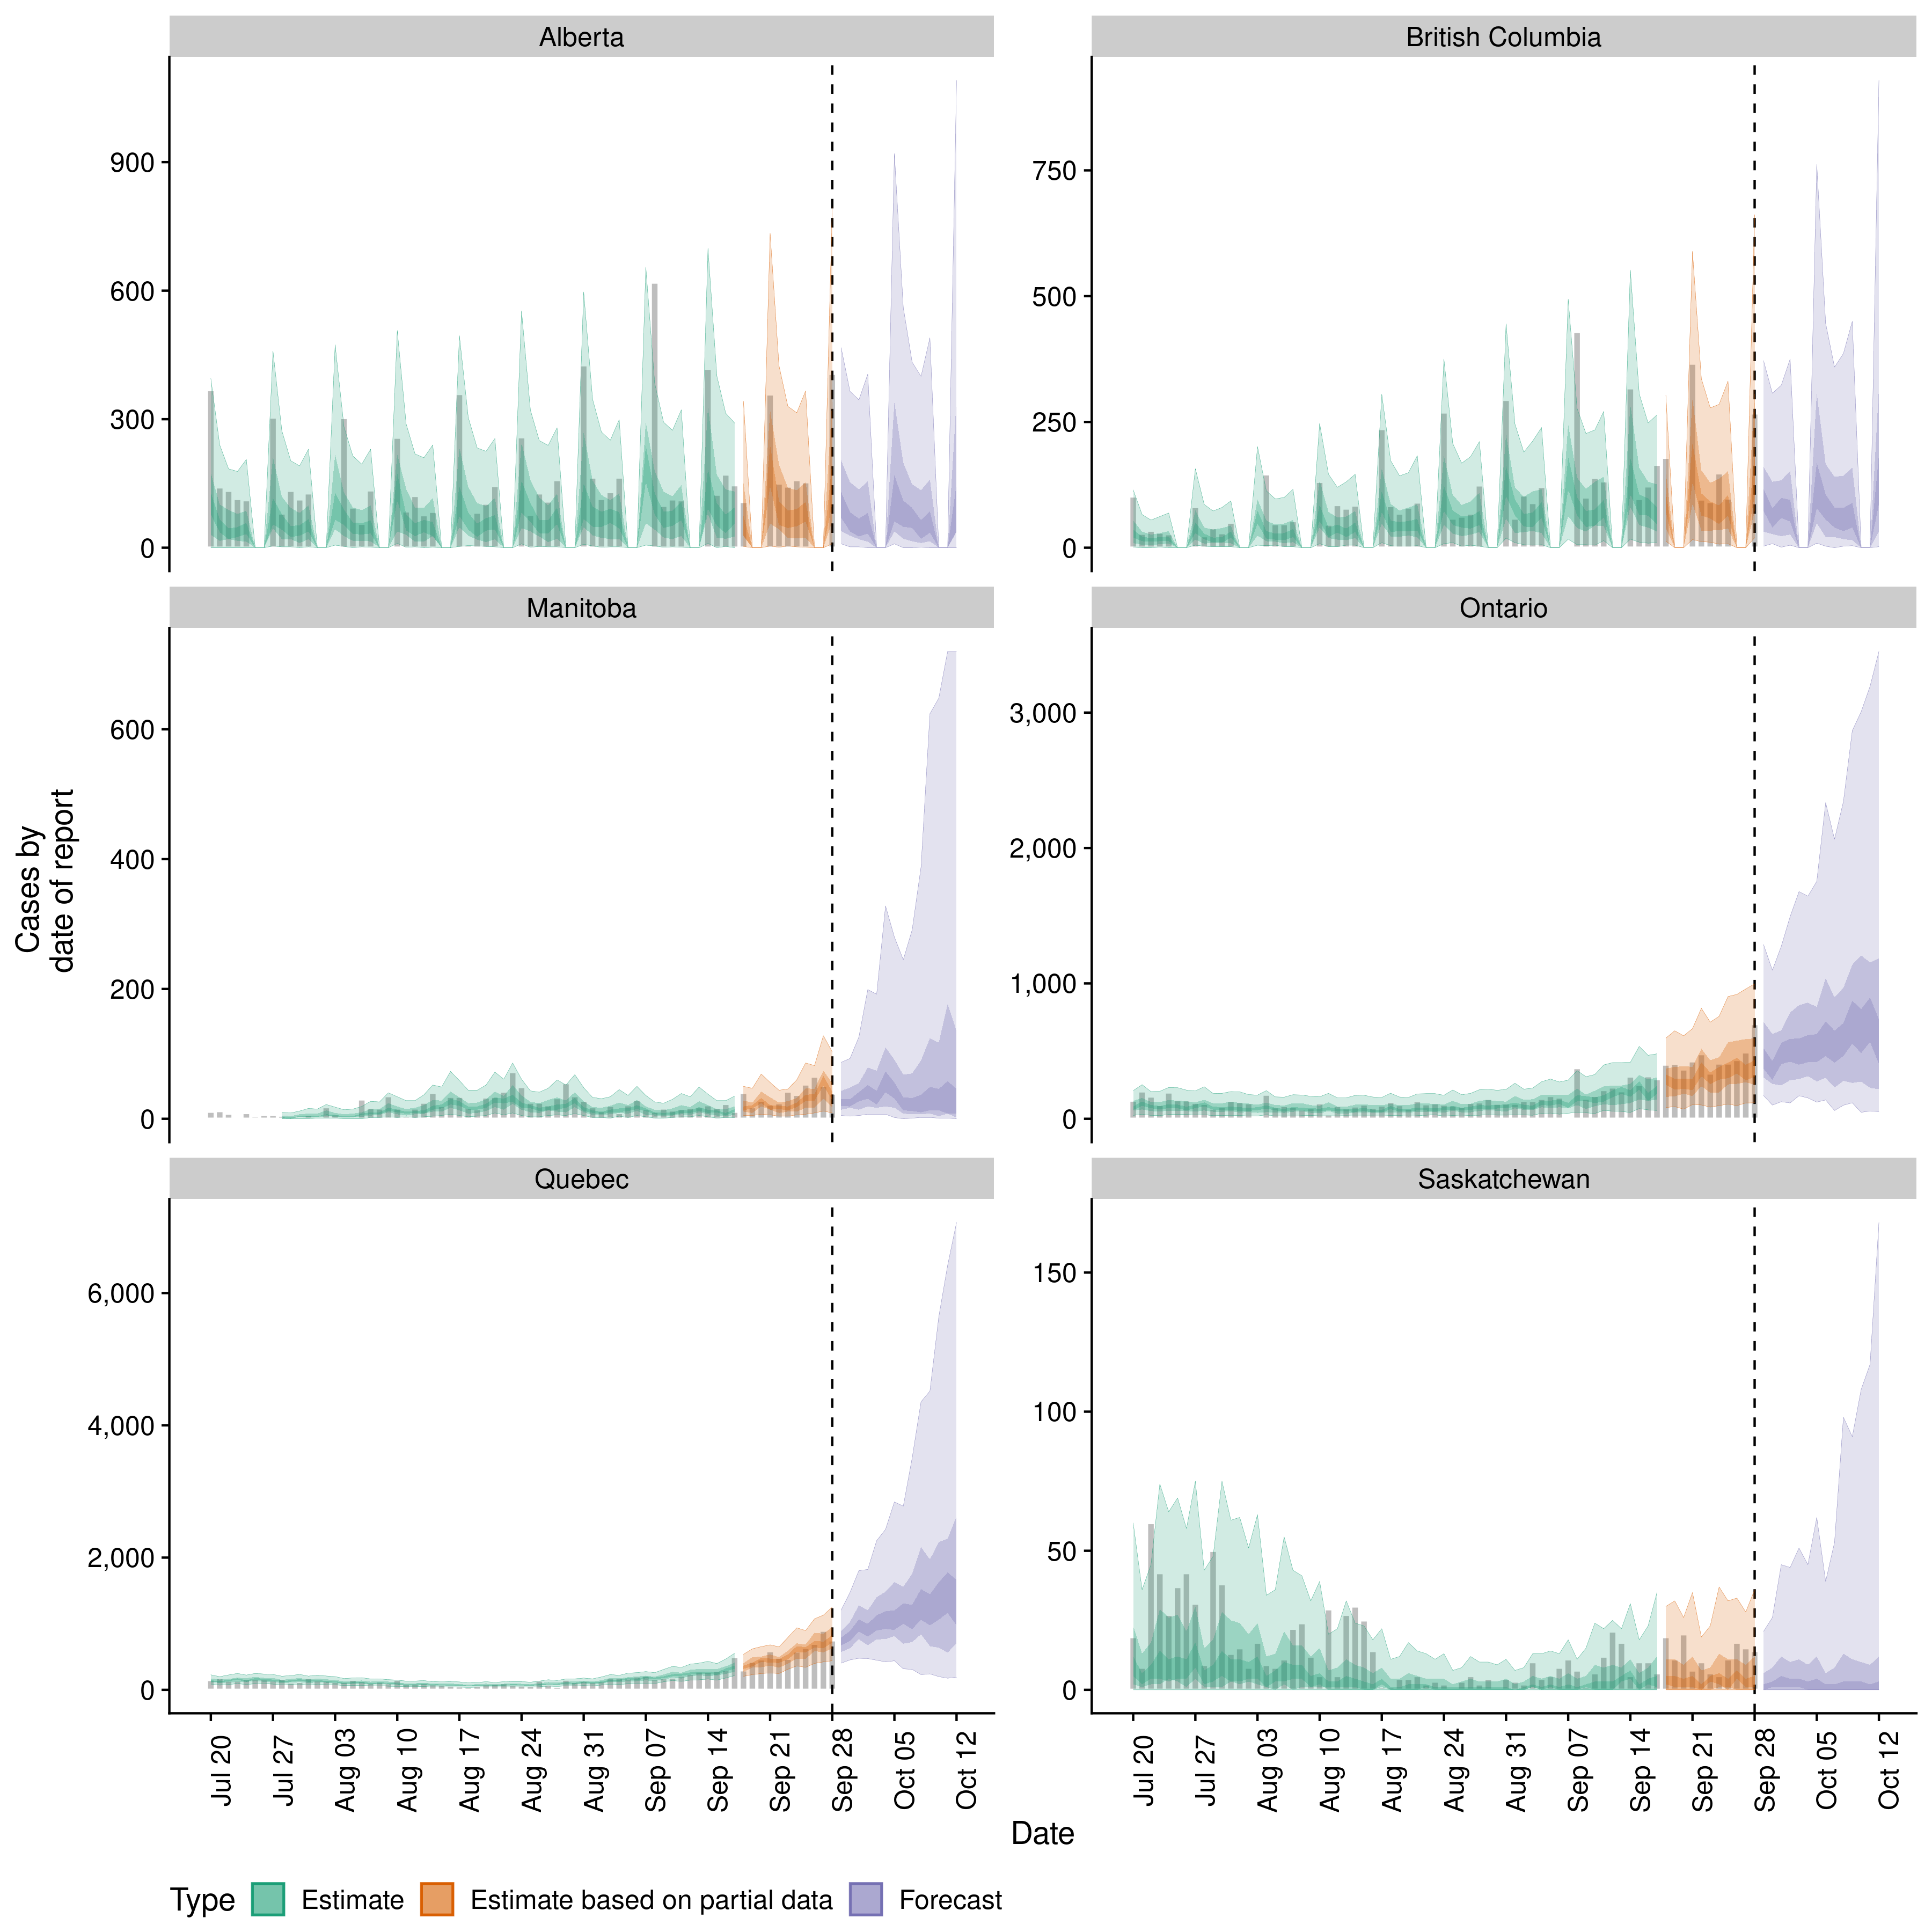 Alberta
British Columbia
900
600
300
0
750
500
250
0
Manitoba
Ontario
600
400
200
0
3,000
2,000
1,000
0
Cases by
date of report
Quebec
Saskatchewan
6,000
4,000
2,000
0
150
100
50
0
Jul 20
Jul 27
Aug 03
Aug 10
Aug 17
Aug 24
Aug 31
Sep 07
Sep 14
Sep 21
Sep 28
Oct 05
Oct 12
Jul 20
Jul 27
Aug 03
Aug 10
Aug 17
Aug 24
Aug 31
Sep 07
Sep 14
Sep 21
Sep 28
Oct 05
Oct 12
Date
Type Estimate Estimate based on partial data Forecast